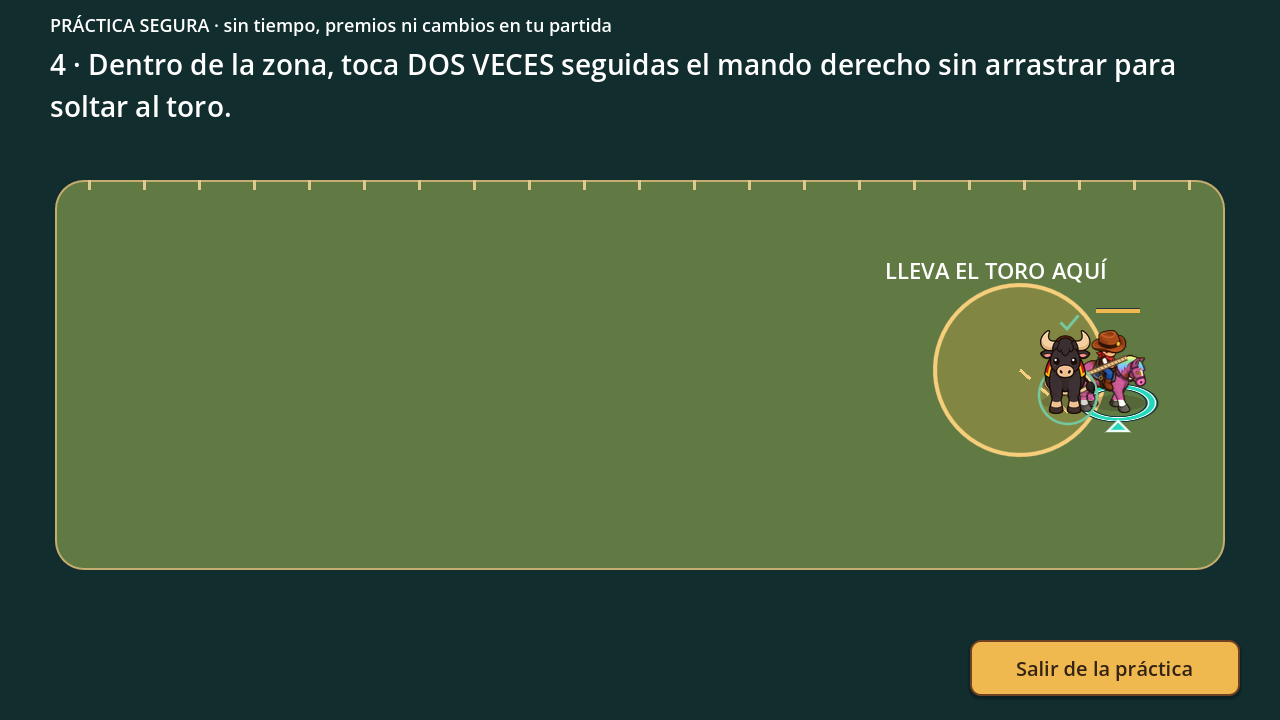 PRÁCTICA SEGURA · sin tiempo, premios ni cambios en tu partida
4 · Dentro de la zona, toca DOS VECES seguidas el mando derecho sin arrastrar para
soltar al toro.
LLEVA EL TORO AQUÍ
Salir de la práctica